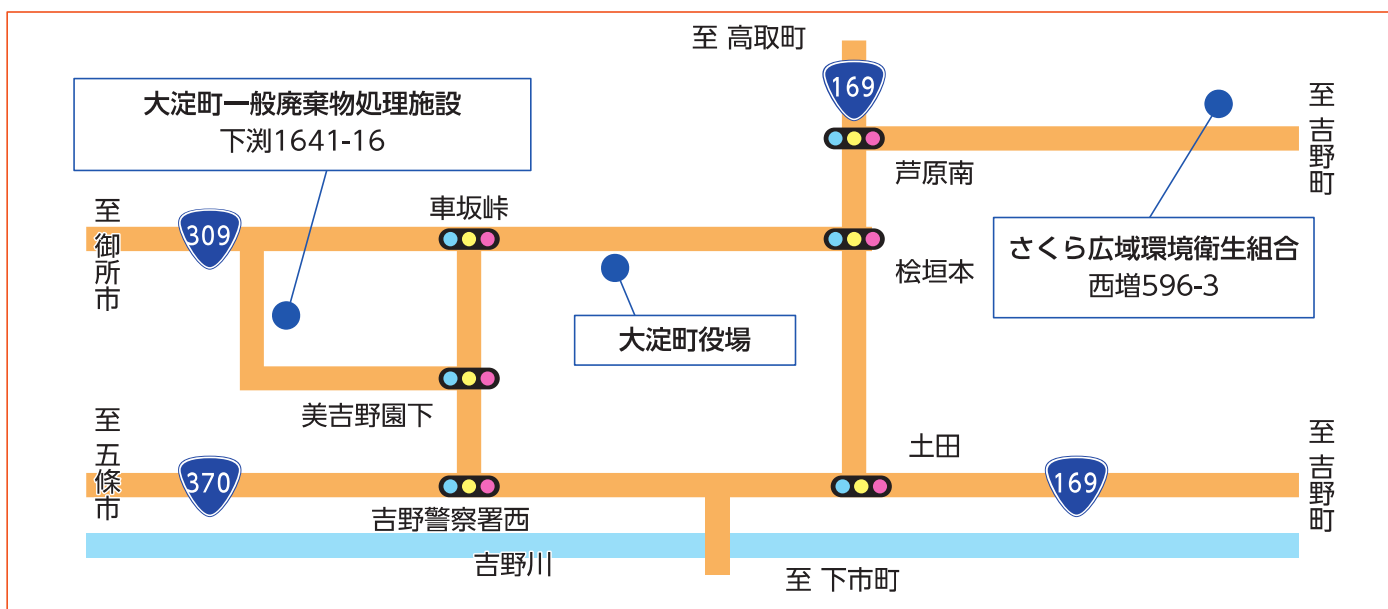 至 高取町
169
至 吉野町
大淀町一般廃棄物処理施設
下渕1641-16
芦原南
至 御所市
309
車坂峠
桧垣本
さくら広域環境衛生組合
西増596-3
大淀町役場
美吉野園下
至 五條市
370
吉野警察署西
土田
169
至 吉野町
吉野川
至 下市町